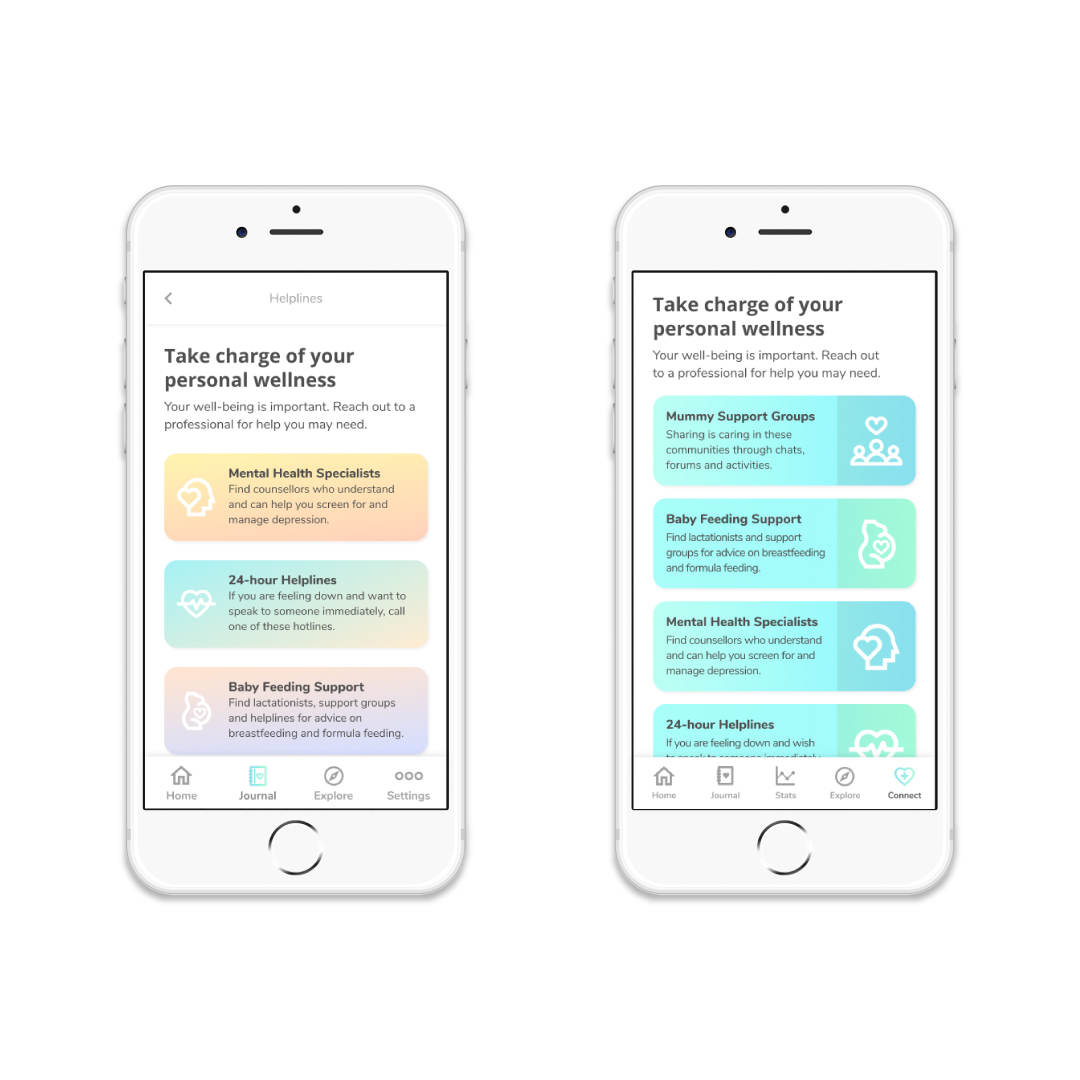 Helplines
Take charge of your
personal wellness
Your well-being is important. Reach out to a
professional for help you may need.
Mental Health Specialists
Find counsellors who understand
and can help you screen for and
manage depression.
24-hour Helplines
If you are feeling down and want to
speak to someone immediately, call
one of these hotlines.
Baby Feeding Support
Find lactationists, support groups
and helplines for advice on
breastfeeding and formula feeding.
Home
Journal
Explore
Settings
Take charge of your
personal wellness
Your well-being is important. Reach out
to a professional for help you may need.
Mummy Support Groups
Sharing is caring in these
communities through chats,
forums and activities.
Baby Feeding Support
Find lactationists and support
groups for advice on breastfeeding
and formula feeding.
Mental Health Specialists
Find counsellors who understand
and can help you screen for and
manage depression.
24-hour Helplines
If you are feeling down and wish
to speak to someone immediately
Home
Journal
Stats
Explore
Connect